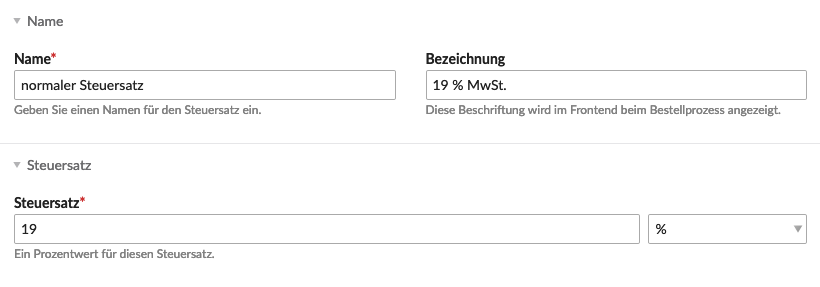 Name
Name* Bezeichnung
normaler Steuersatz 19 % MwSt.
Geben Sie einen Namen für den Steuersatz ein. Diese Beschriftung wird im Frontend beim Bestellprozess angezeigt.
Steuersatz
Steuersatz*
19 %
Ein Prozentwert für diesen Steuersatz.